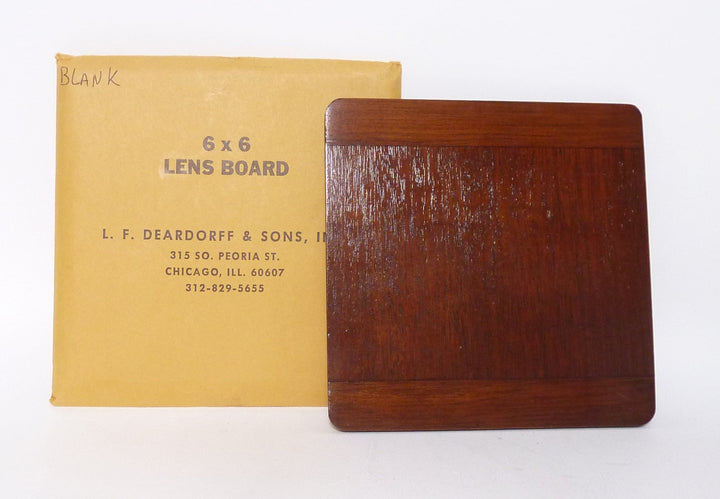 BLANK
6 x 6
LENS BOARD
L. F. DEARDORFF & SONS,
315 SO. PEORIA ST.
CHICAGO, ILL. 60607
312-829-5655